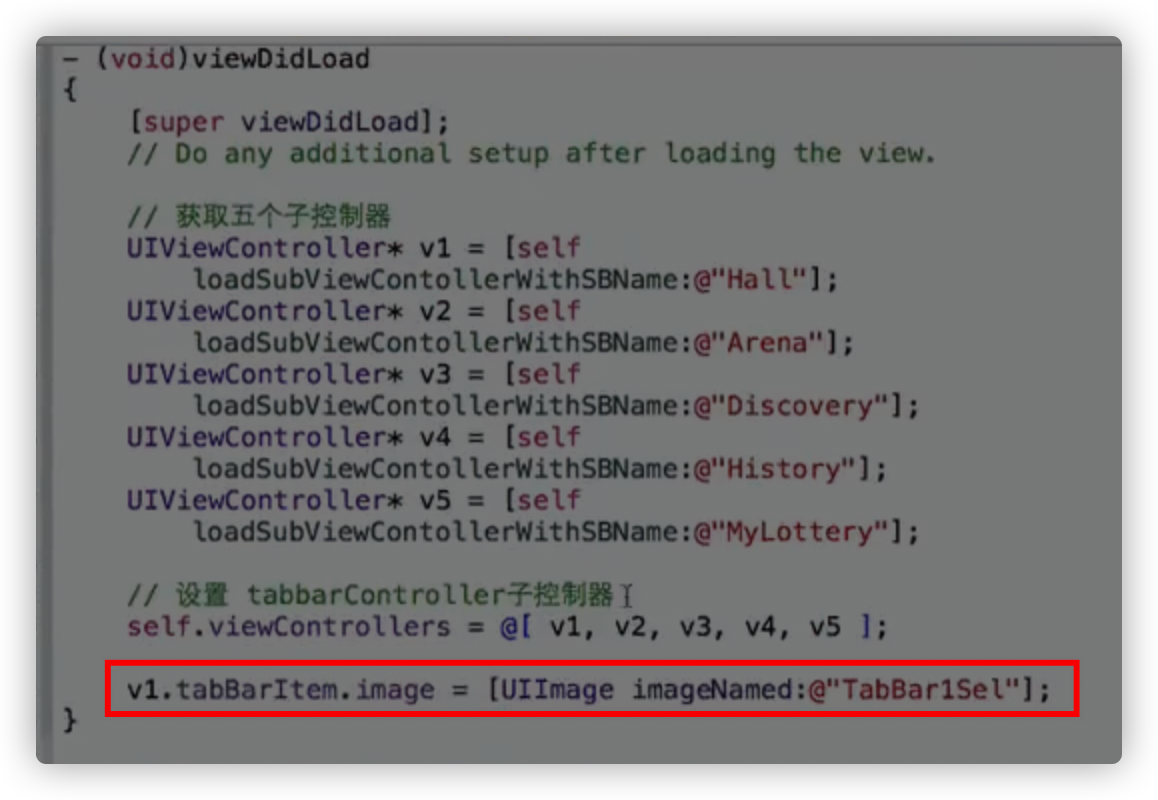 - (void)viewDidLoad
{
[super viewDidLoad];
// Do any additional setup after loading the view.
// 获取五个子控制器
UIViewController* v1 = [self
loadSubViewContollerWithSBName:@"Hall"];
UIViewController* v2 = [self
loadSubViewContollerWithSBName:@"Arena"];
UIViewController* v3 = [self
loadSubViewContollerWithSBName:@"Discovery"];
UIViewController* v4 = [self
loadSubViewContollerWithSBName:@"History"];
UIViewController* v5 = [self
loadSubViewContollerWithSBName:@"MyLottery"];
// 设置 tabbarController子控制器
self.viewControllers = @[ v1, v2, v3, v4, v5 ];
v1.tabBarItem.image = [UIImage imageNamed:@"TabBar1Sel"];
}